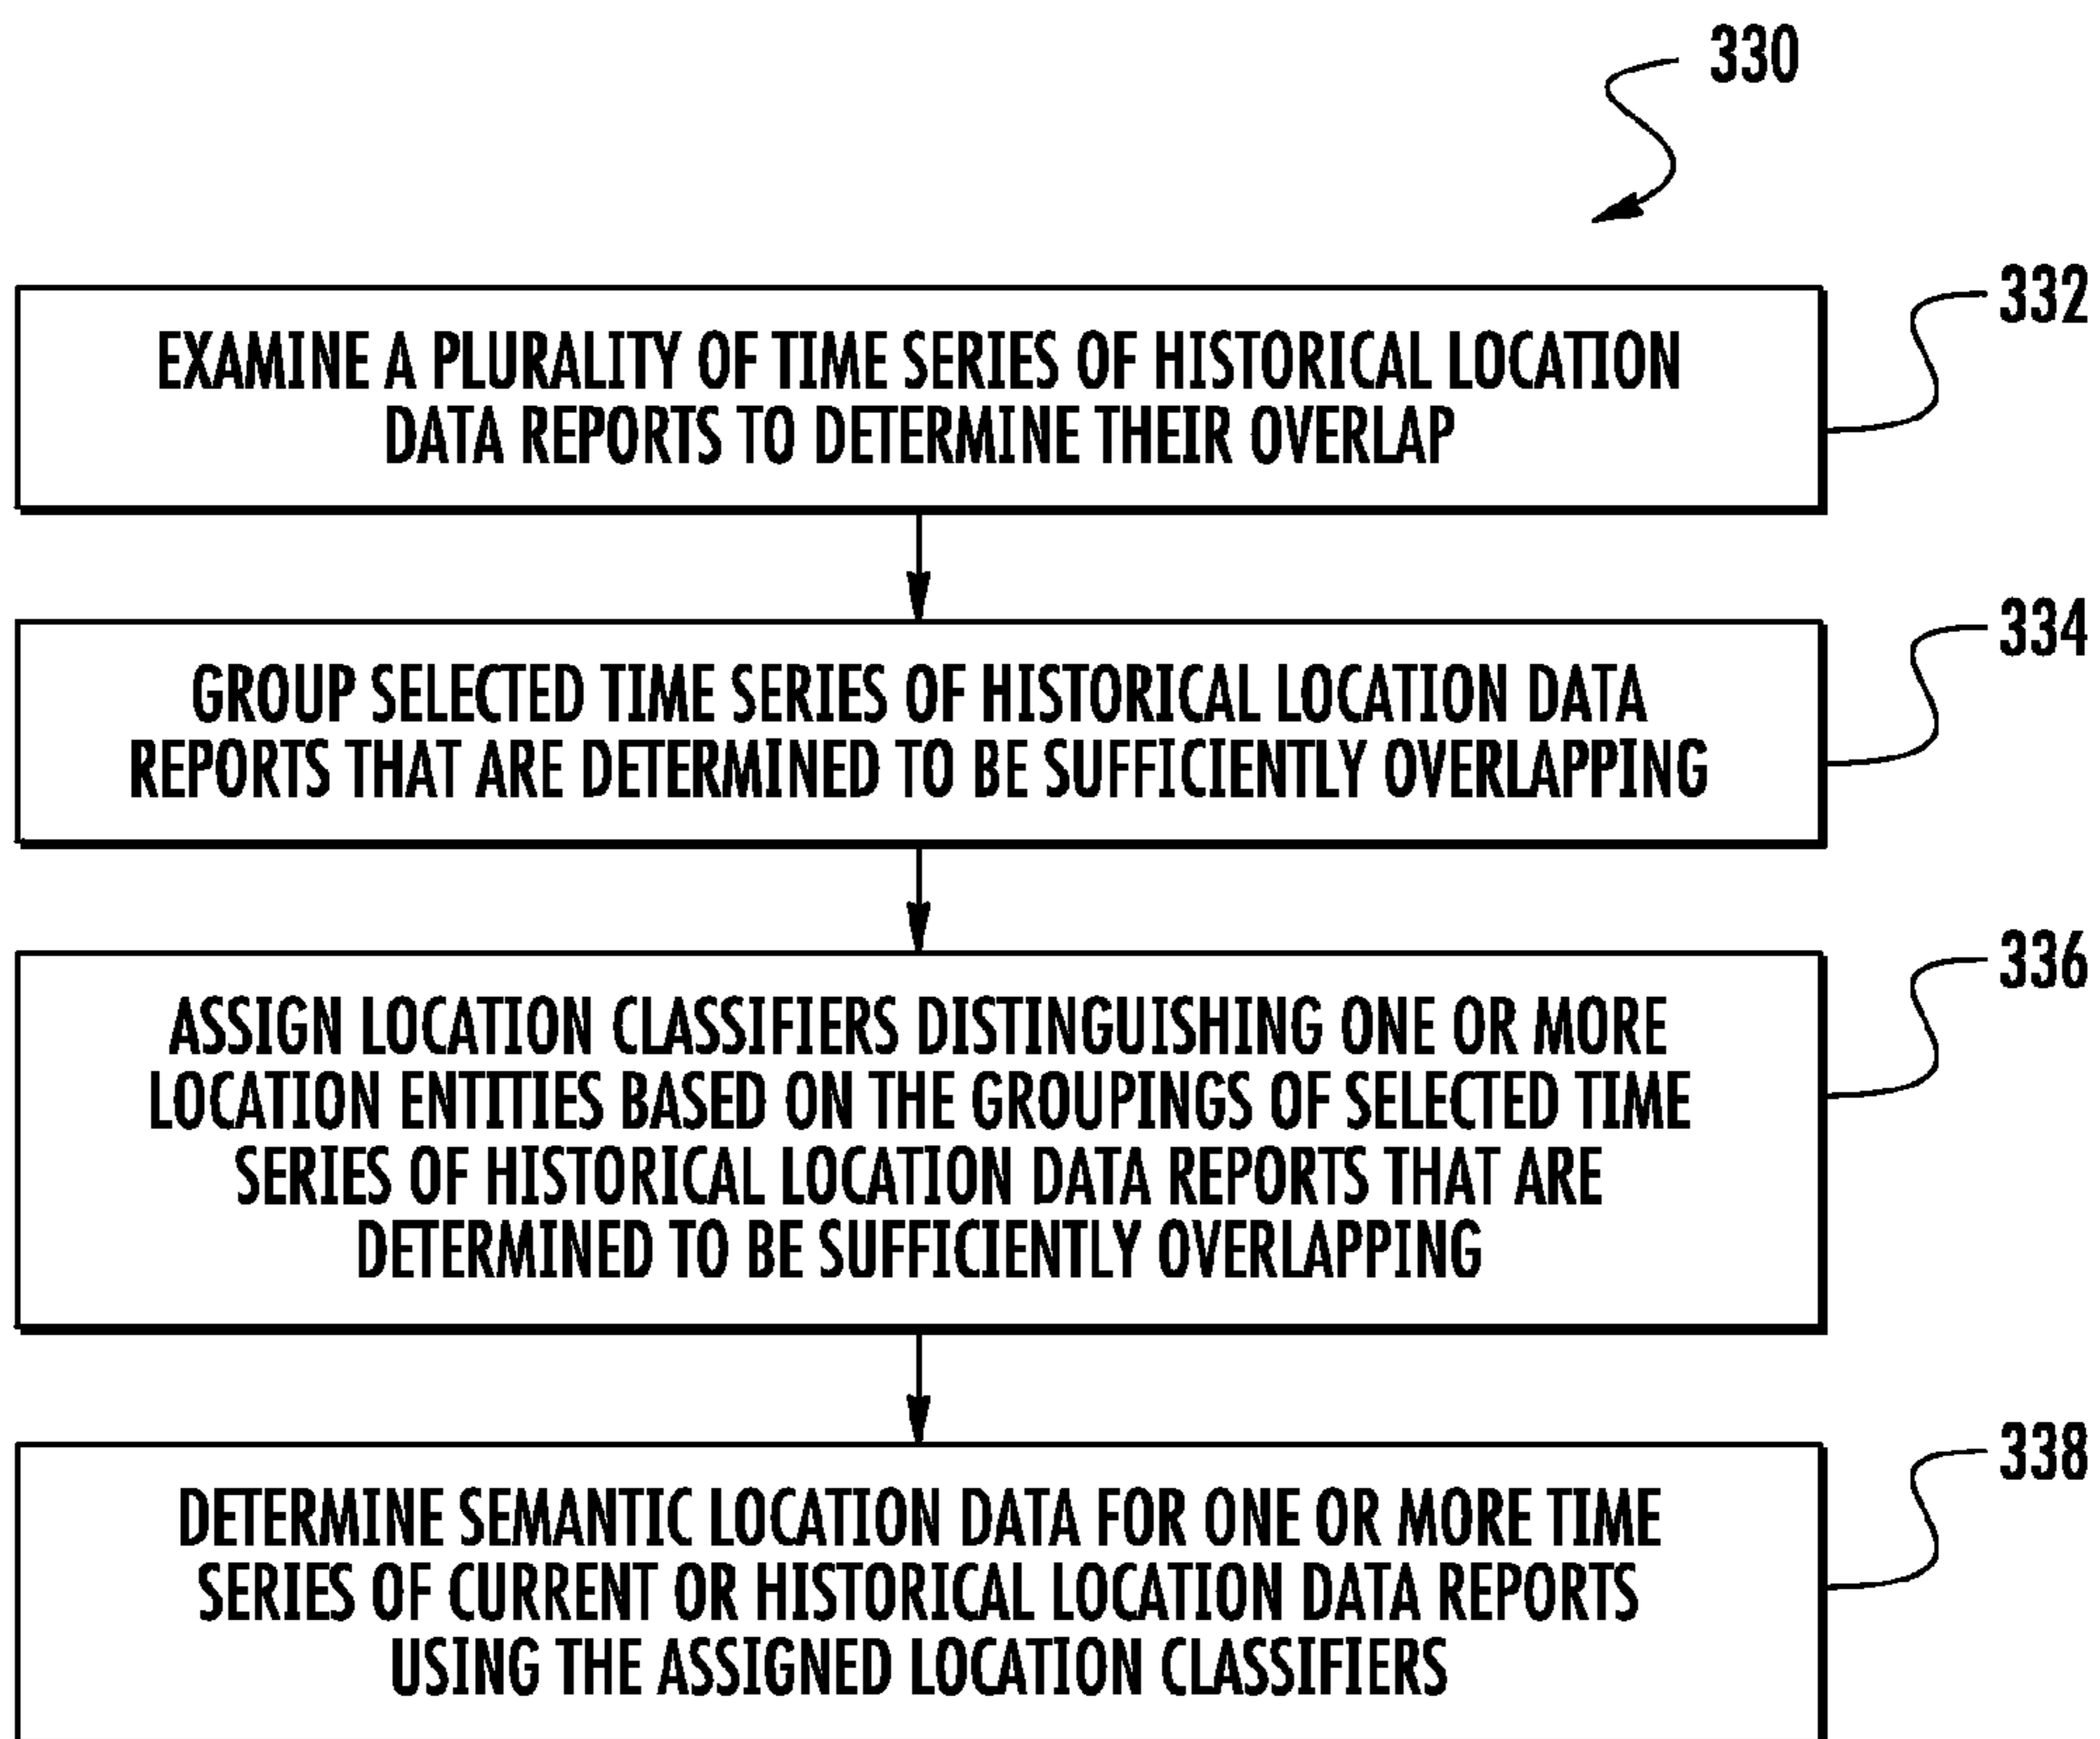 330
332
EXAMINE A PLURALITY OF TIME SERIES OF HISTORICAL LOCATION
DATA REPORTS TO DETERMINE THEIR OVERLAP
334
GROUP SELECTED TIME SERIES OF HISTORICAL LOCATION DATA
REPORTS THAT ARE DETERMINED TO BE SUFFICIENTLY OVERLAPPING
336
ASSIGN LOCATION CLASSIFIERS DISTINGUISHING ONE OR MORE
LOCATION ENTITIES BASED ON THE GROUPINGS OF SELECTED TIME
SERIES OF HISTORICAL LOCATION DATA REPORTS THAT ARE
DETERMINED TO BE SUFFICIENTLY OVERLAPPING
338
DETERMINE SEMANTIC LOCATION DATA FOR ONE OR MORE TIME
SERIES OF CURRENT OR HISTORICAL LOCATION DATA REPORTS
USING THE ASSIGNED LOCATION CLASSIFIERS